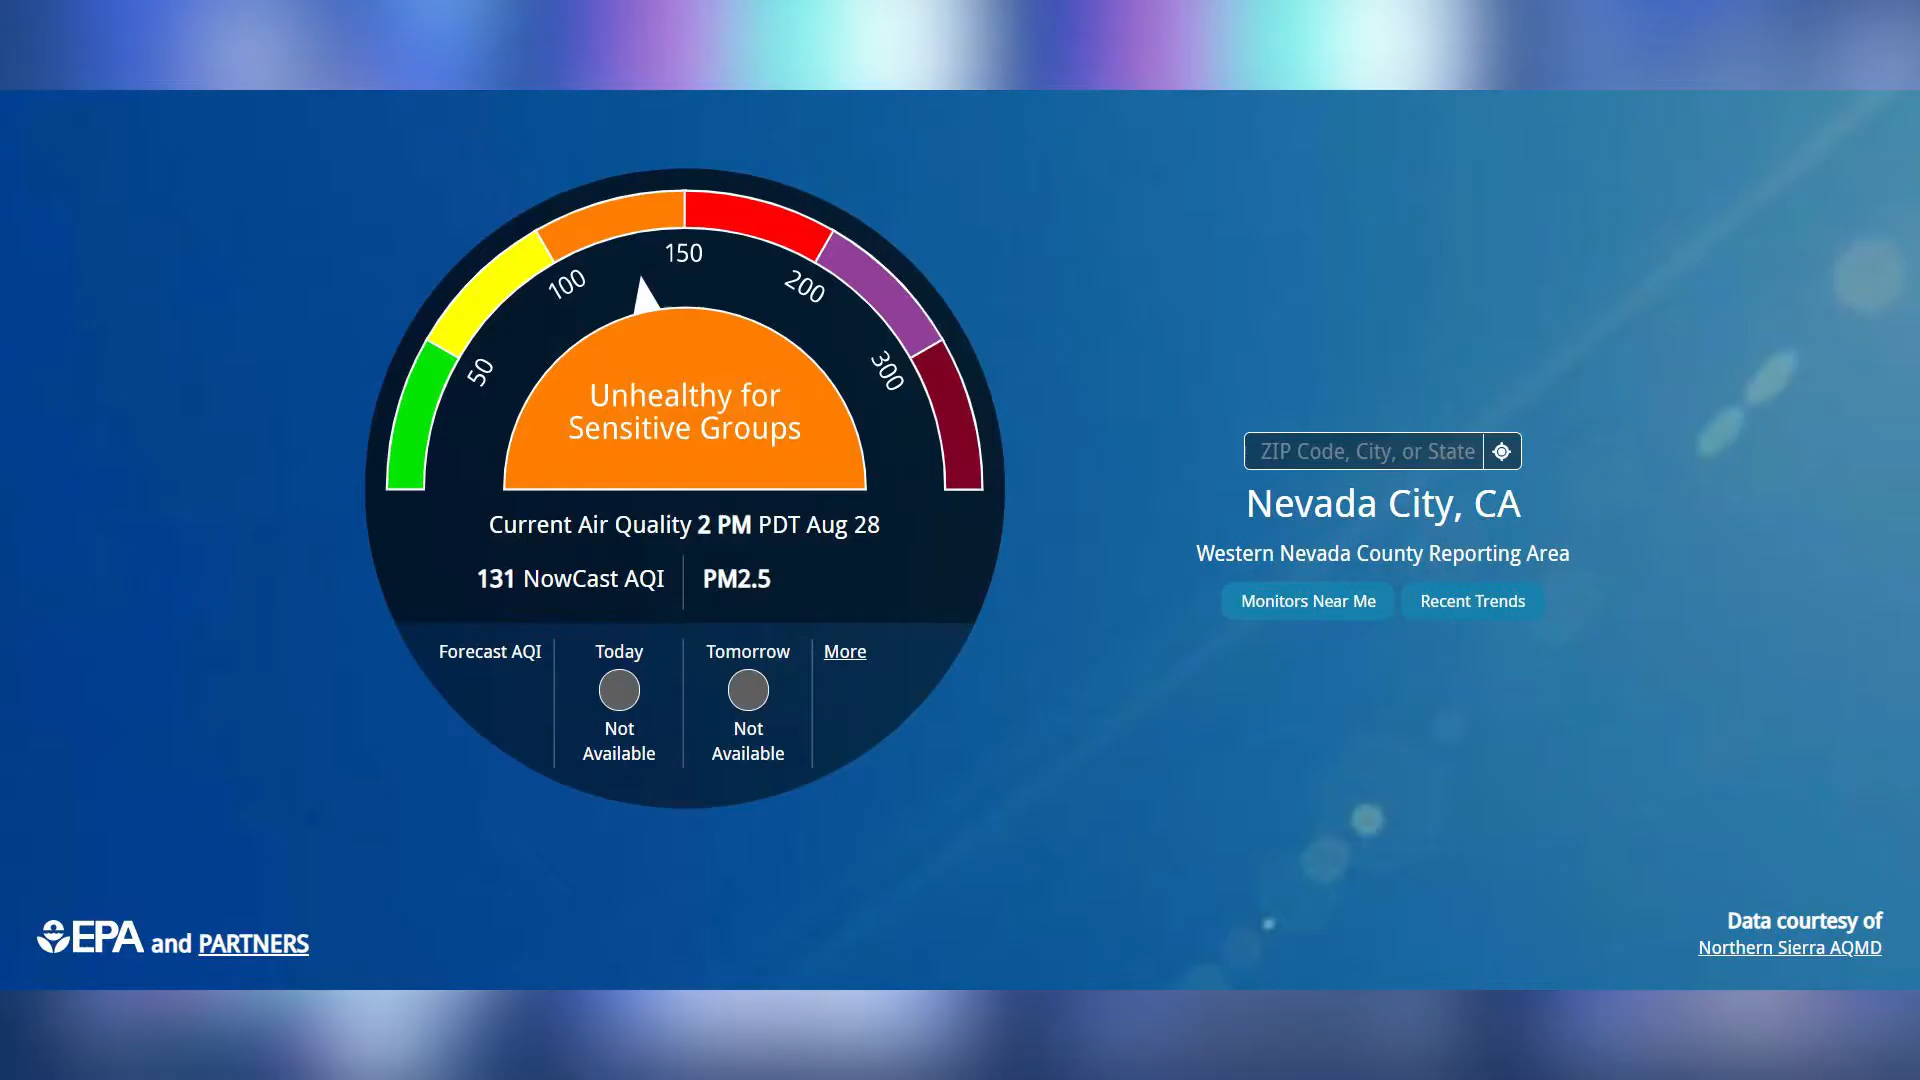 50
100
150
200
300
Unhealthy for
Sensitive Groups
Current Air Quality 2 PM PDT Aug 28
131 NowCast AQI
PM2.5
Forecast AQI
Today
Not
Available
Tomorrow
Not
Available
More
ZIP Code, City, or State
Nevada City, CA
Western Nevada County Reporting Area
Monitors Near Me
Recent Trends
EPA and PARTNERS
Data courtesy of
Northern Sierra AQMD